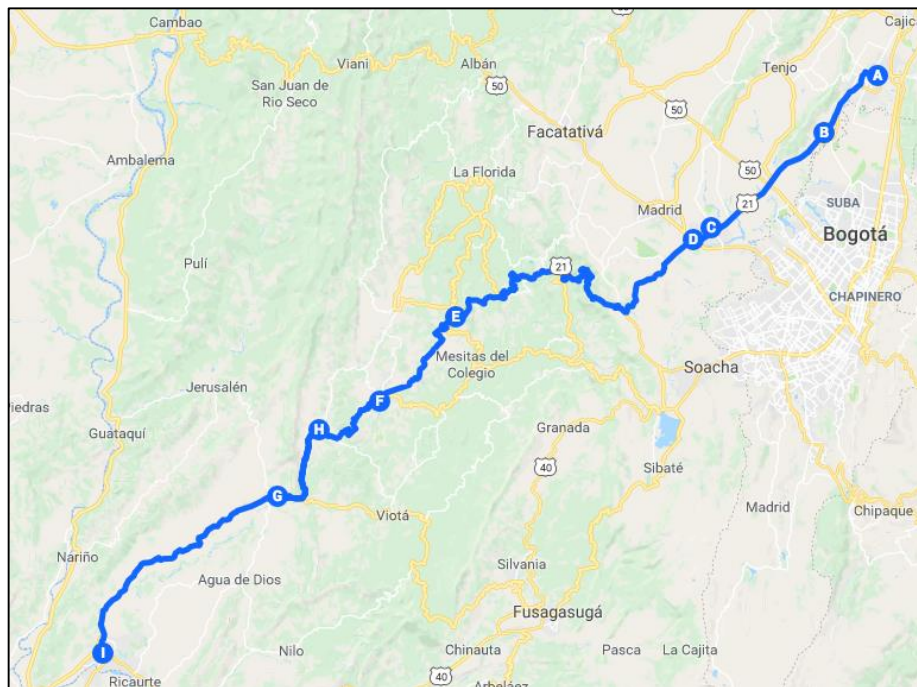 Cambao
Cajic
Viani
Albán
Tenjo
A
San Juan de
Rio Seco
50
50
B
Facatativá
50
Ambalema
La Florida
21
SUBA
Madrid
C
D
Bogotá
Pulí
21
CHAPINERO
E
Mesitas del
Colegio
Soacha
Jerusalén
F
iedras
Guataquí
H
Granada
40
Sibaté
G
Viotá
Madrid
Chipaque
Nariño
Agua de Dios
Silvania
Fusagasugá
I
Nilo
Chinauta
Pasca
La Cajita
Ricaurte
40
Arbeláez